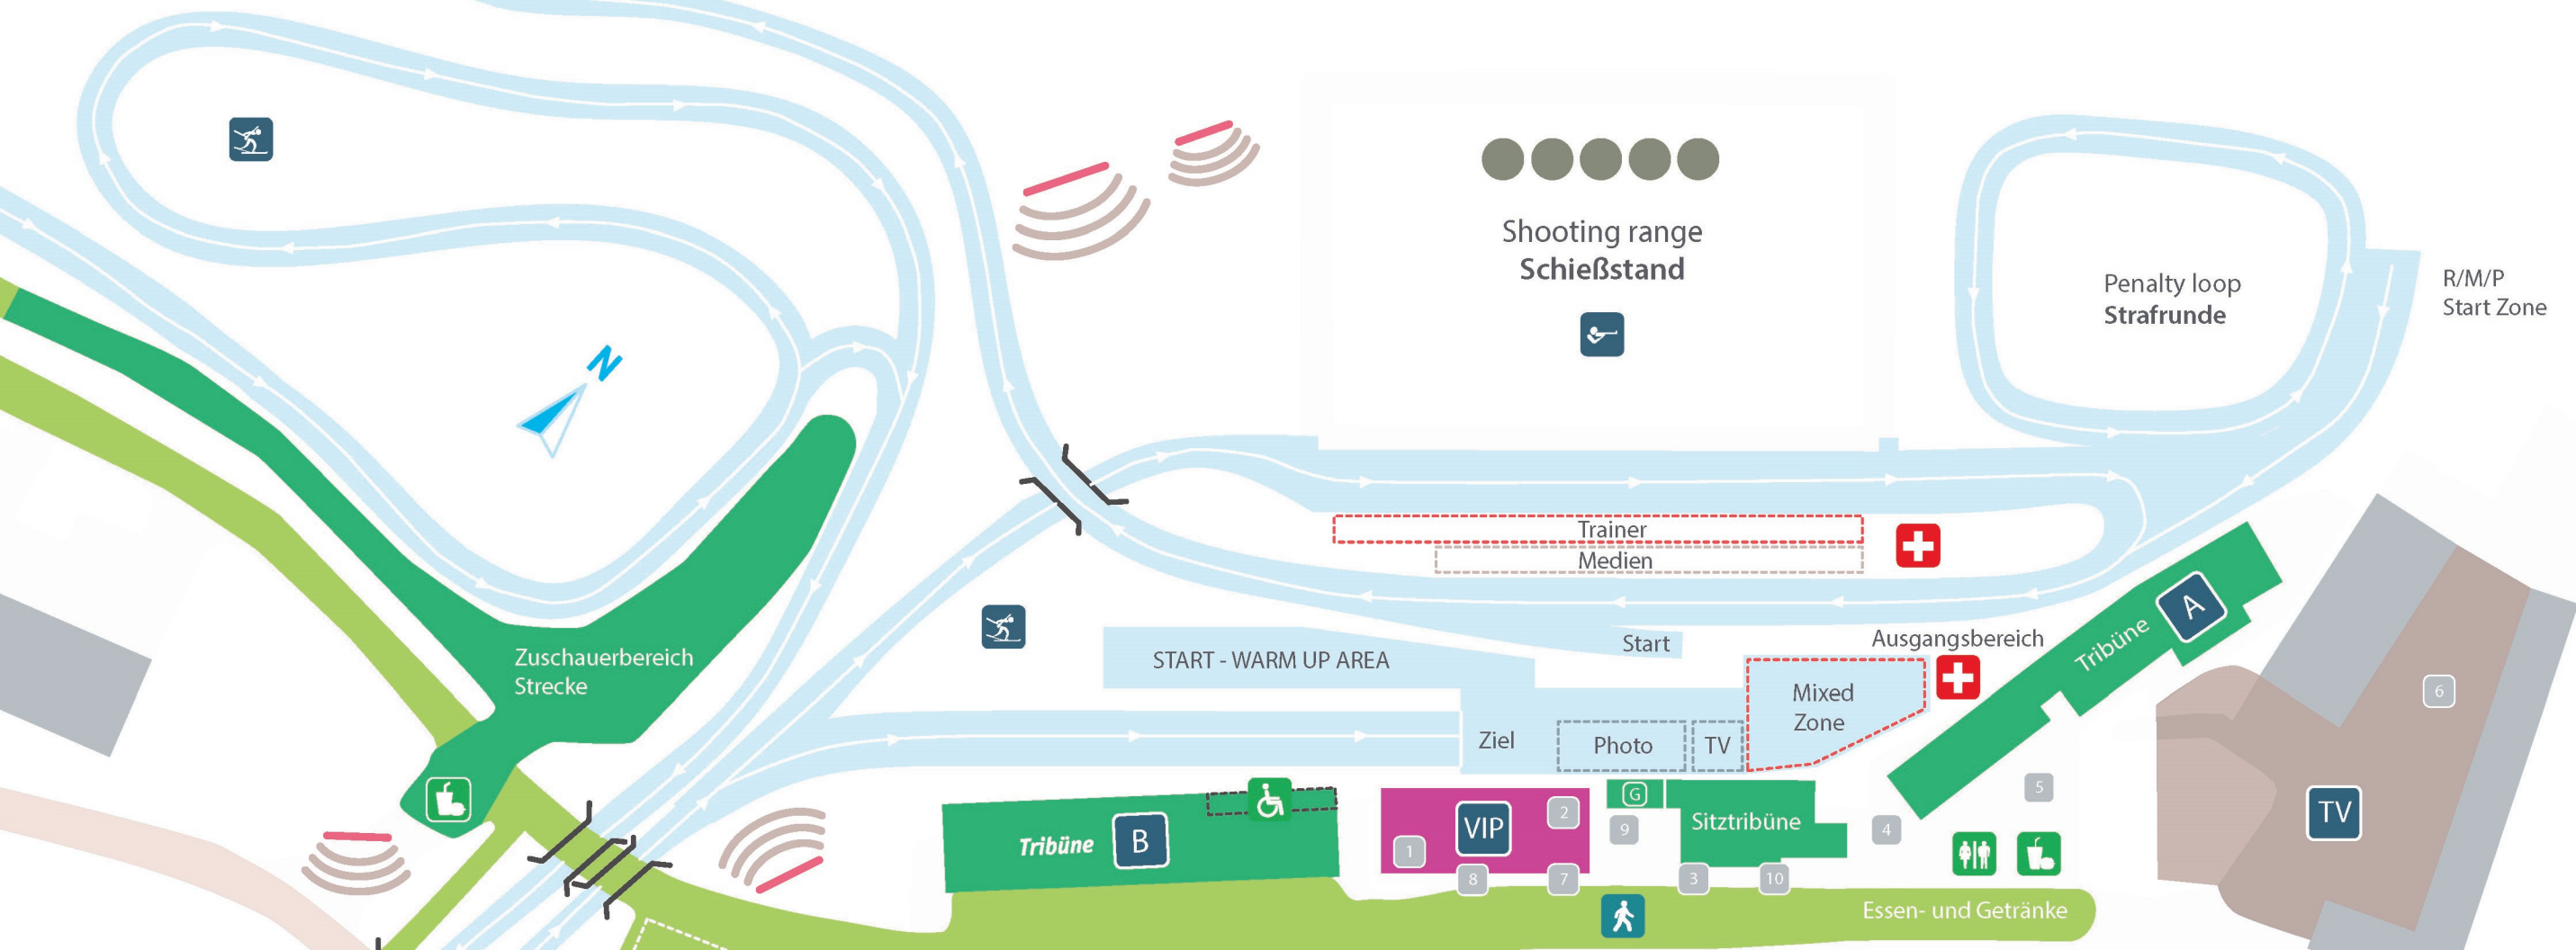 N
Shooting range
Schießstand
Penalty loop
Strafrunde
R/M/P
Start Zone
Trainer
Medien
Start
Ausgangsbereich
START - WARM UP AREA
Zuschauerbereich
Strecke
Mixed
Zone
Ziel
Photo
TV
Tribüne
A
6
Tribüne
B
VIP
1
2
8
7
G
9
Sitztribüne
3
10
4
5
TV
Essen- und Getränke